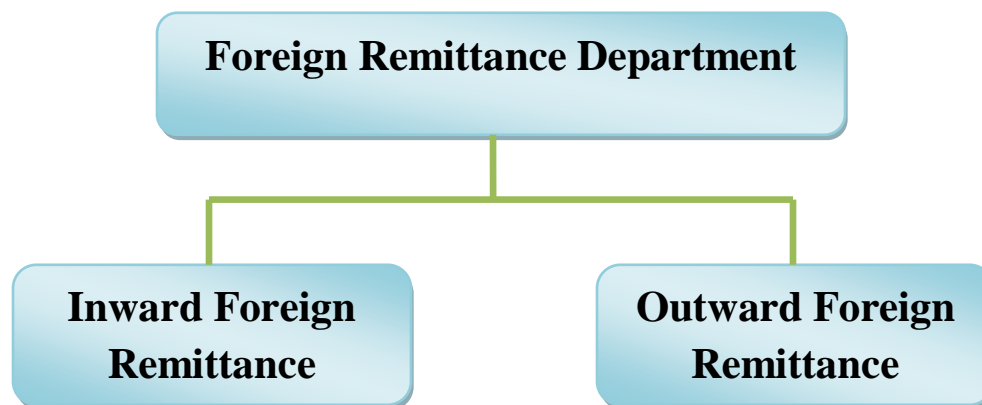 Foreign Remittance Department
Inward Foreign
Remittance
Outward Foreign
Remittance